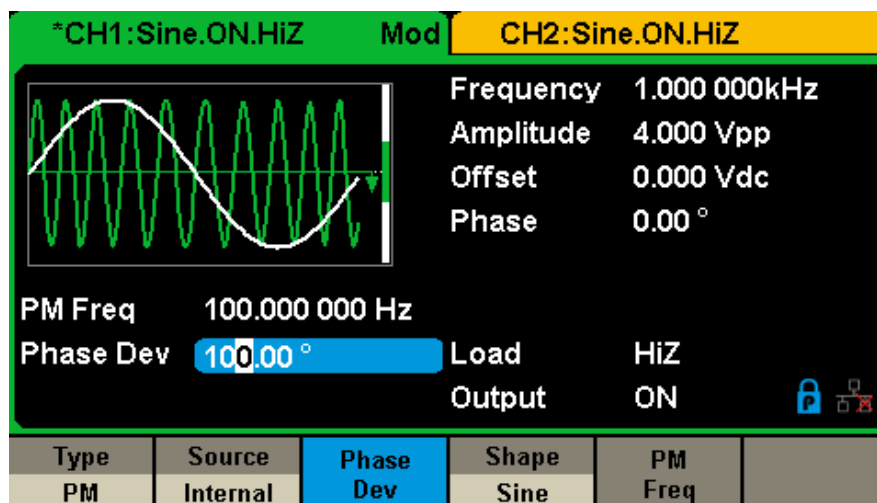 *CH1:Sine.ON.HiZ Mod CH2:Sine.ON.HiZ
Frequency 1.000 000kHz
Amplitude 4.000 Vpp
Offset 0.000 Vdc
Phase 0.00 °
PM Freq 100.000 000 Hz
Phase Dev 100.00 ° Load HiZ
Output ON P
Type Source Phase Shape PM
PM Internal Dev Sine Freq